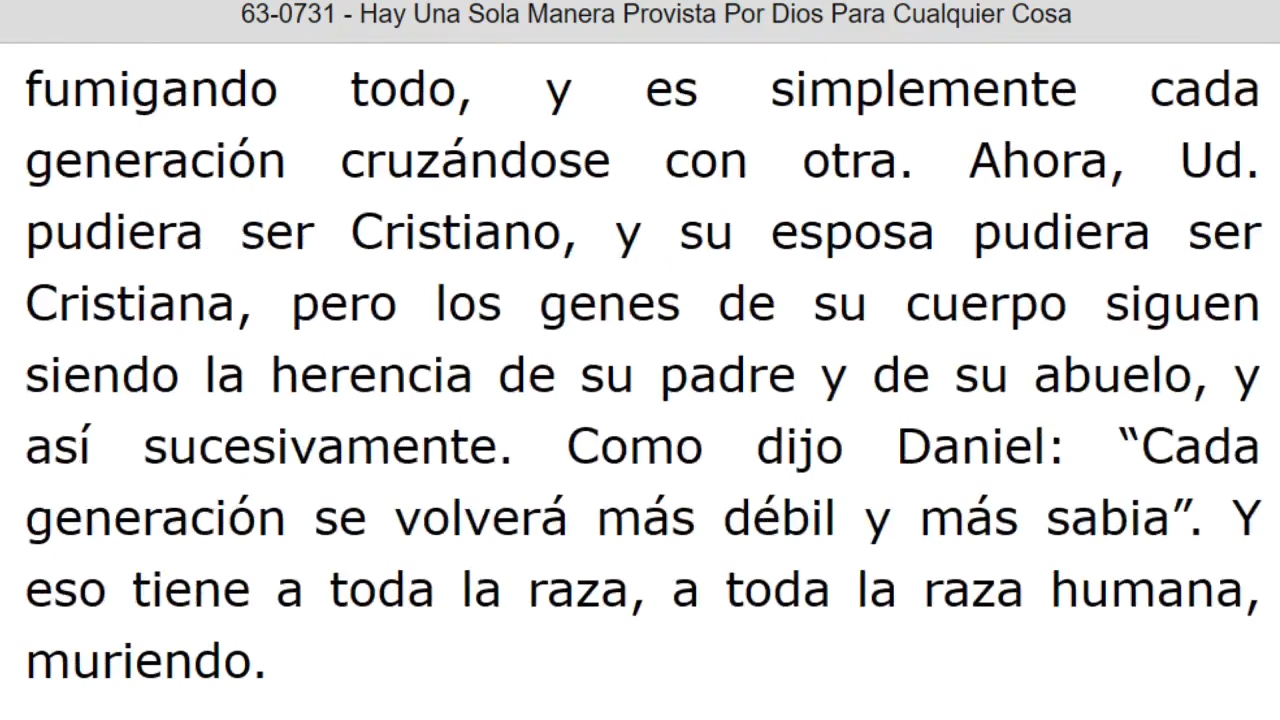 63-0731 - Hay Una Sola Manera Provista Por Dios Para Cualquier Cosa
fumigando todo, y es simplemente cada
generación cruzándose con otra. Ahora, Ud.
pudiera ser Cristiano, y su esposa pudiera ser
Cristiana, pero los genes de su cuerpo siguen
siendo la herencia de su padre y de su abuelo, y
así sucesivamente. Como dijo Daniel: “Cada
generación se volverá más débil y más sabia”. Y
eso tiene a toda la raza, a toda la raza humana,
muriendo.